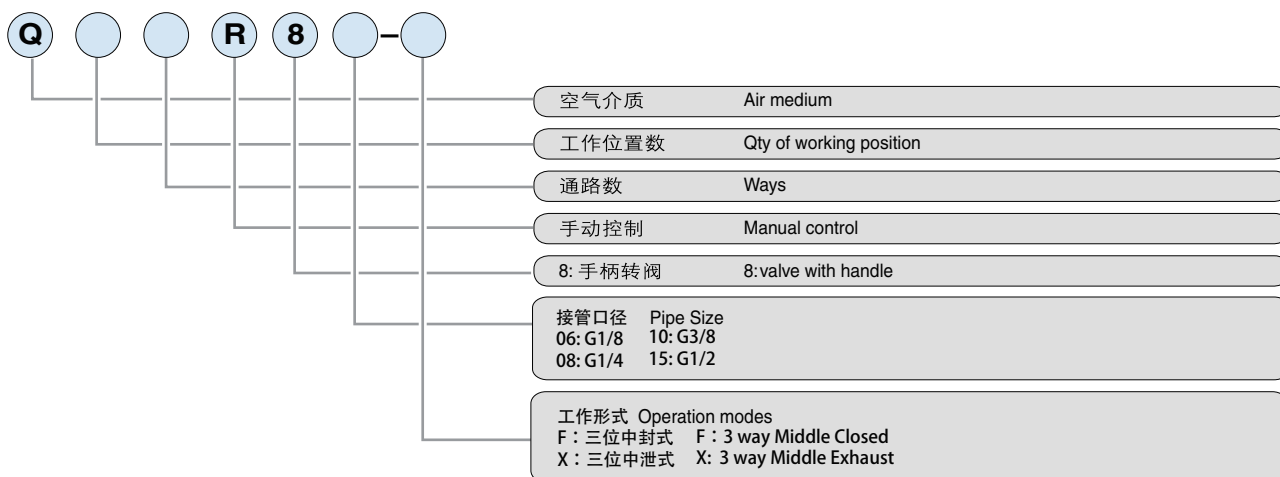 Q R 8 –
空气介质 Air medium
工作位置数 Qty of working position
通路数 Ways
手动控制 Manual control
8: 手柄转阀 8:valve with handle
接管口径 Pipe Size
06: G1/8 10: G3/8
08: G1/4 15: G1/2
工作形式 Operation modes
F：三位中封式 F：3 way Middle Closed
X：三位中泄式 X: 3 way Middle Exhaust